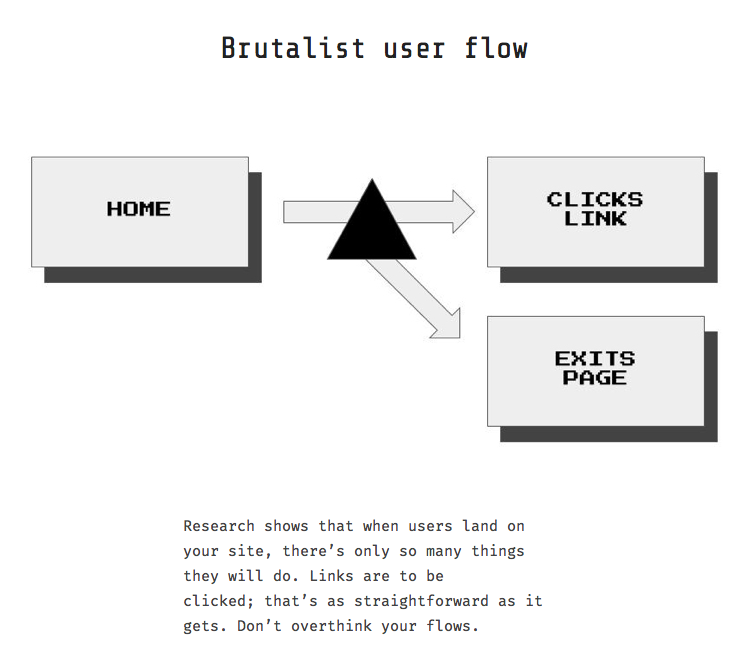 Brutalist user flow
HOME
CLICKS
LINK
EXITS
PAGE
Research shows that when users land on
your site, there’s only so many things
they will do. Links are to be
clicked; that’s as straightforward as it
gets. Don’t overthink your flows.